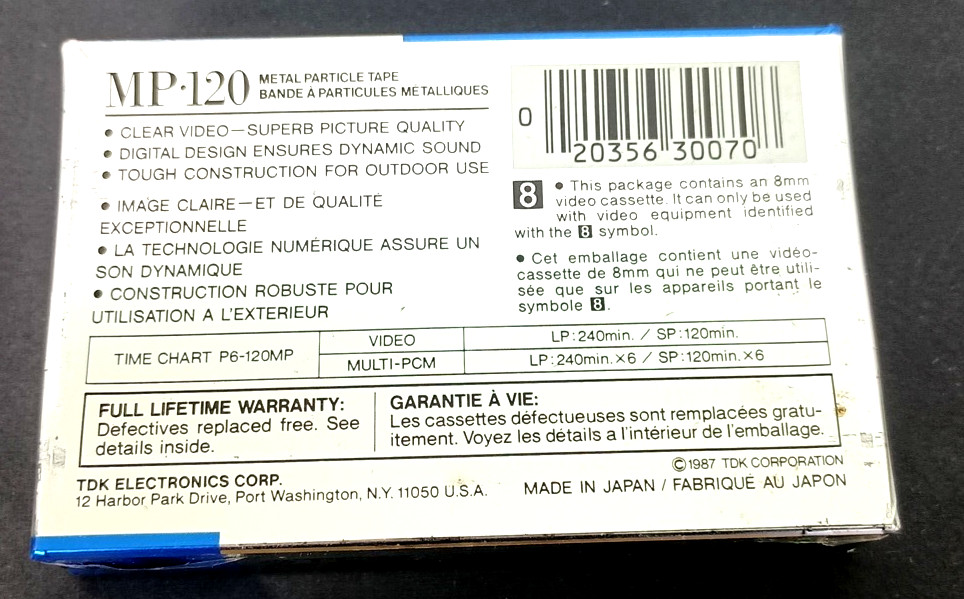 MP·120 METAL PARTICLE TAPE
BANDE À PARTICULES MÉTALLIQUES
• CLEAR VIDEO—SUPERB PICTURE QUALITY
• DIGITAL DESIGN ENSURES DYNAMIC SOUND
• TOUGH CONSTRUCTION FOR OUTDOOR USE
• IMAGE CLAIRE—ET DE QUALITÉ
EXCEPTIONNELLE
• LA TECHNOLOGIE NUMÉRIQUE ASSURE UN
SON DYNAMIQUE
• CONSTRUCTION ROBUSTE POUR
UTILISATION A L'EXTERIEUR
0 20356 30070
8 • This package contains an 8mm
video cassette. It can only be used
with video equipment identified
with the 8 symbol.
• Cet emballage contient une vidéo-
cassette de 8mm qui ne peut être utili-
sée que sur les appareils portant le
symbole 8.
TIME CHART P6-120MP
VIDEO LP:240min. / SP:120min.
MULTI-PCM LP:240min.×6 / SP:120min.×6
FULL LIFETIME WARRANTY:
Defectives replaced free. See
details inside.
GARANTIE À VIE:
Les cassettes défectueuses sont remplacées gratu-
itement. Voyez les détails a l'intérieur de l'emballage.
TDK ELECTRONICS CORP.
12 Harbor Park Drive, Port Washington, N.Y. 11050 U.S.A.
©1987 TDK CORPORATION
MADE IN JAPAN / FABRIQUÉ AU JAPON